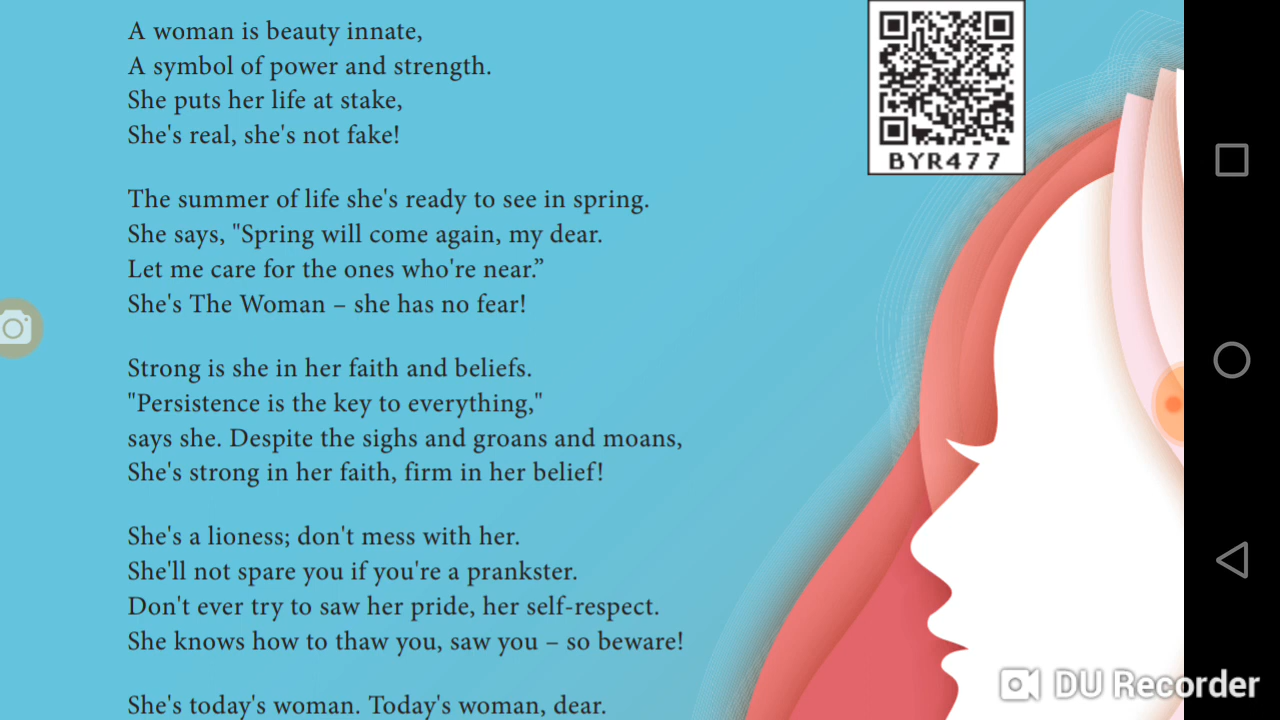 A woman is beauty innate,
A symbol of power and strength.
She puts her life at stake,
She's real, she's not fake!
The summer of life she's ready to see in spring.
She says, "Spring will come again, my dear.
Let me care for the ones who're near.”
She's The Woman – she has no fear!
Strong is she in her faith and beliefs.
"Persistence is the key to everything,"
says she. Despite the sighs and groans and moans,
She's strong in her faith, firm in her belief!
She's a lioness; don't mess with her.
She'll not spare you if you're a prankster.
Don't ever try to saw her pride, her self-respect.
She knows how to thaw you, saw you – so beware!
She's today's woman. Today's woman, dear.
BYR477
DU Recorder